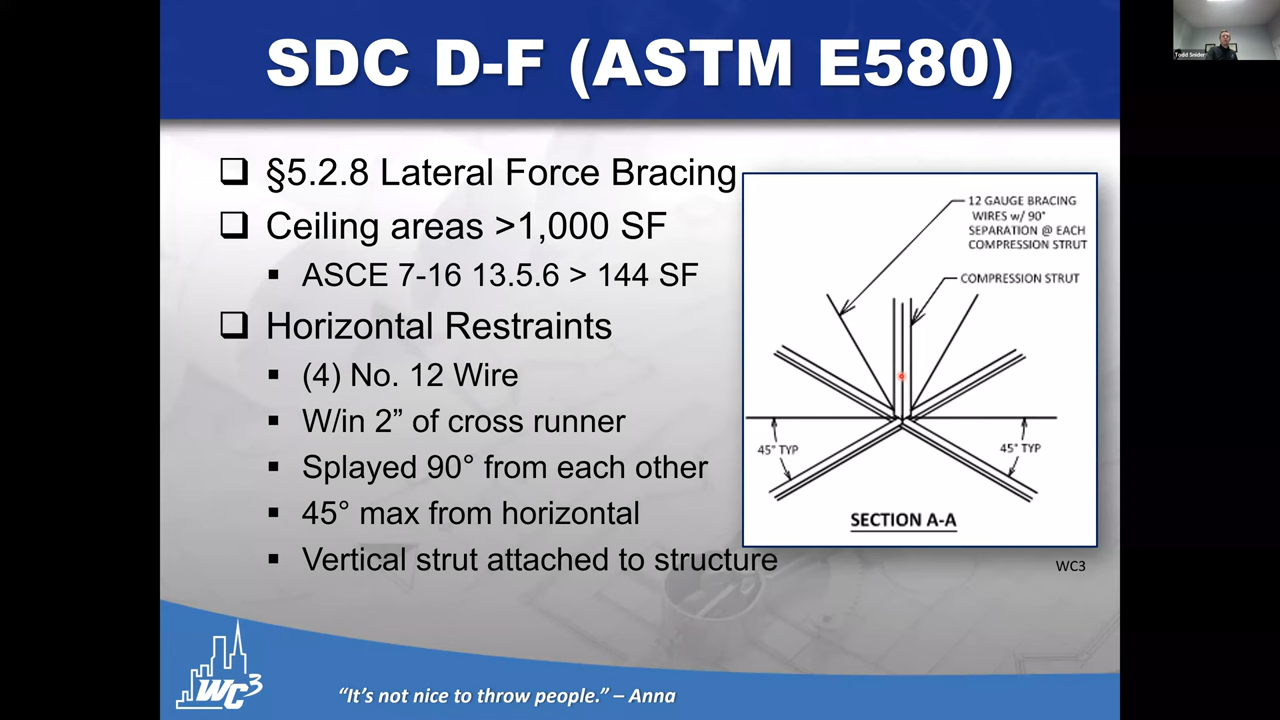 SDC D-F (ASTM E580)
Todd Snider
§5.2.8 Lateral Force Bracing
Ceiling areas >1,000 SF
ASCE 7-16 13.5.6 > 144 SF
Horizontal Restraints
(4) No. 12 Wire
W/in 2” of cross runner
Splayed 90° from each other
45° max from horizontal
Vertical strut attached to structure
12 GAUGE BRACING
WIRES w/ 90°
SEPARATION @ EACH
COMPRESSION STRUT
COMPRESSION STRUT
45° TYP
45° TYP
SECTION A-A
WC3
WC3
“It’s not nice to throw people.” – Anna